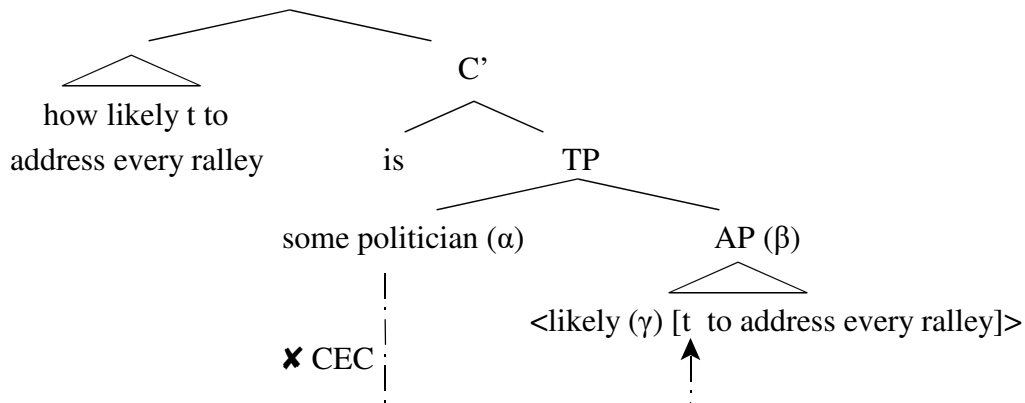 C’
how likely t to
address every ralley
is
TP
some politician (α)
AP (β)
<likely (γ) [t to address every ralley]>
✘ CEC